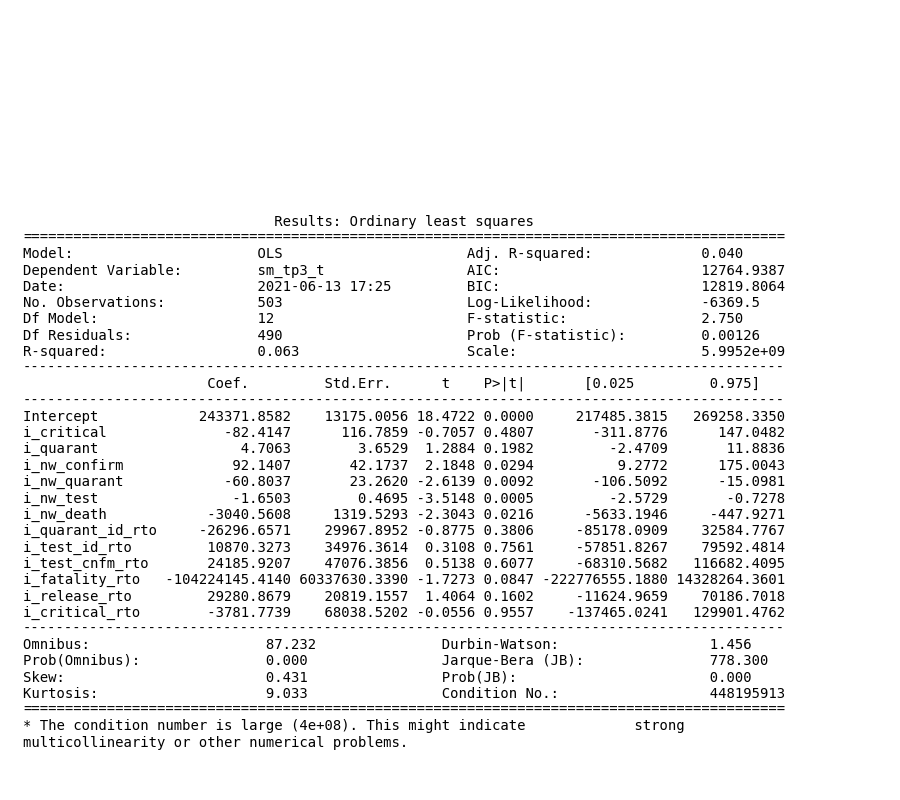 Results: Ordinary least squares
===========================================================================================
Model:                      OLS                   Adj. R-squared:             0.040
Dependent Variable:         sm_tp3_t                 AIC:                        12764.9387
Date:                       2021-06-13 17:25         BIC:                        12819.8064
No. Observations:           503                      Log-Likelihood:             -6369.5
Df Model:                   12                       F-statistic:                2.750
Df Residuals:               490                      Prob (F-statistic):         0.00126
R-squared:                  0.063                    Scale:                      5.9952e+09
-------------------------------------------------------------------------------------------
Coef. Std.Err. t P>|t| [0.025 0.975]
-------------------------------------------------------------------------------------------
Intercept 243371.8582 13175.0056 18.4722 0.0000 217485.3815 269258.3350
i_critical -82.4147 116.7859 -0.7057 0.4807 -311.8776 147.0482
i_quarant 4.7063 3.6529 1.2884 0.1982 -2.4709 11.8836
i_nw_confirm 92.1407 42.1737 2.1848 0.0294 9.2772 175.0043
i_nw_quarant -60.8037 23.2620 -2.6139 0.0092 -106.5092 -15.0981
i_nw_test -1.6503 0.4695 -3.5148 0.0005 -2.5729 -0.7278
i_nw_death -3040.5608 1319.5293 -2.3043 0.0216 -5633.1946 -447.9271
i_quarant_id_rto -26296.6571 29967.8952 -0.8775 0.3806 -85178.0909 32584.7767
i_test_id_rto 10870.3273 34976.3614 0.3108 0.7561 -57851.8267 79592.4814
i_test_cnfm_rto 24185.9207 47076.3856 0.5138 0.6077 -68310.5682 116682.4095
i_fatality_rto -104224145.4140 60337630.3390 -1.7273 0.0847 -222776555.1880 14328264.3601
i_release_rto 29280.8679 20819.1557 1.4064 0.1602 -11624.9659 70186.7018
i_critical_rto -3781.7739 68038.5202 -0.0556 0.9557 -137465.0241 129901.4762
-------------------------------------------------------------------------------------------
Omnibus: 87.232 Durbin-Watson: 1.456
Prob(Omnibus): 0.000 Jarque-Bera (JB): 778.300
Skew: 0.431 Prob(JB): 0.000
Kurtosis: 9.033 Condition No.: 448195913
===========================================================================================
* The condition number is large (4e+08). This might indicate             strong
multicollinearity or other numerical problems.